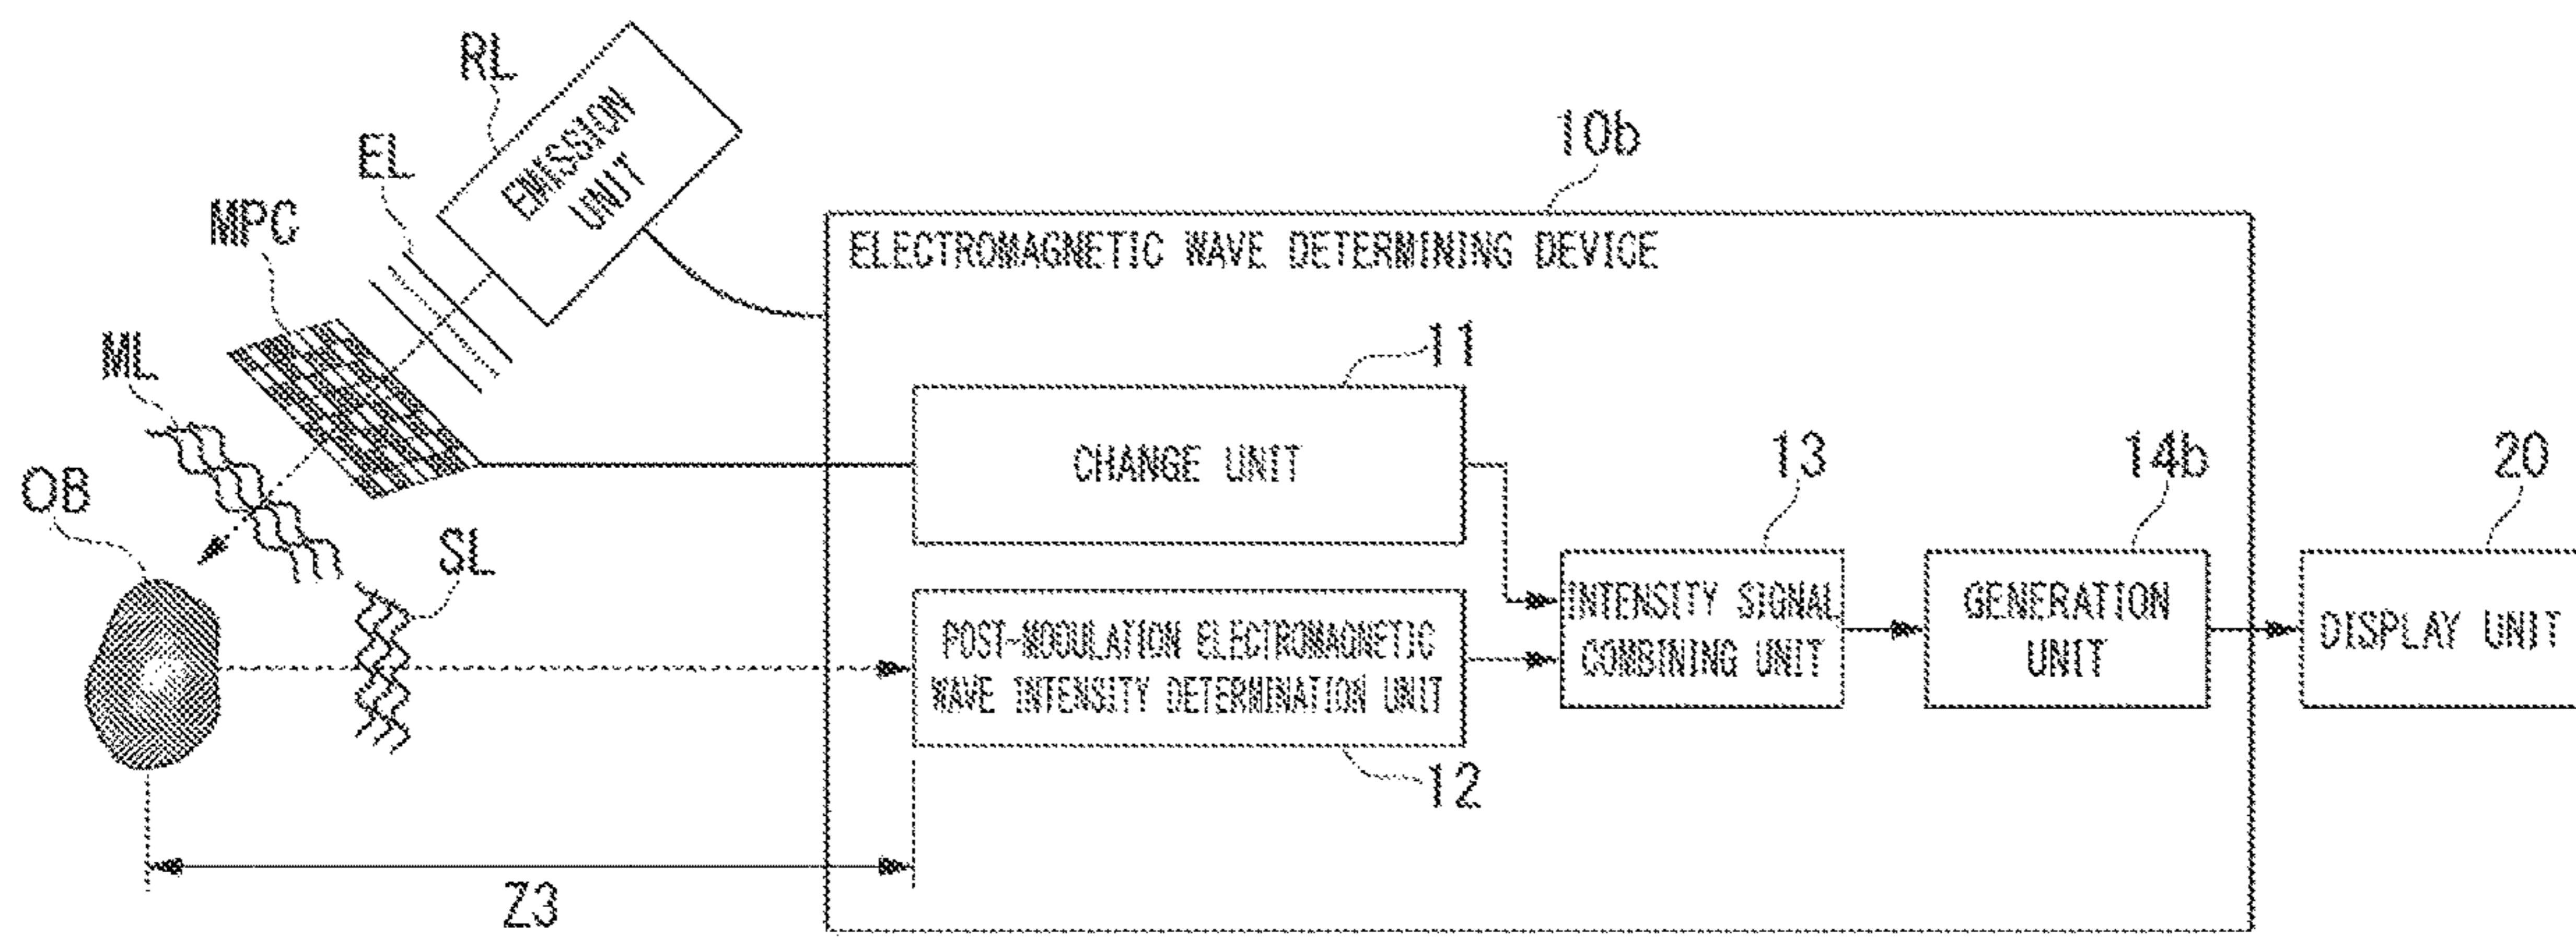 RL
EMISSION
UNIT
EL
MPC
ML
OB
SL
10b
ELECTROMAGNETIC WAVE DETERMINING DEVICE
11
CHANGE UNIT
13
14b
20
INTENSITY SIGNAL
COMBINING UNIT
GENERATION
UNIT
DISPLAY UNIT
POST-MODULATION ELECTROMAGNETIC
WAVE INTENSITY DETERMINATION UNIT
12
Z3